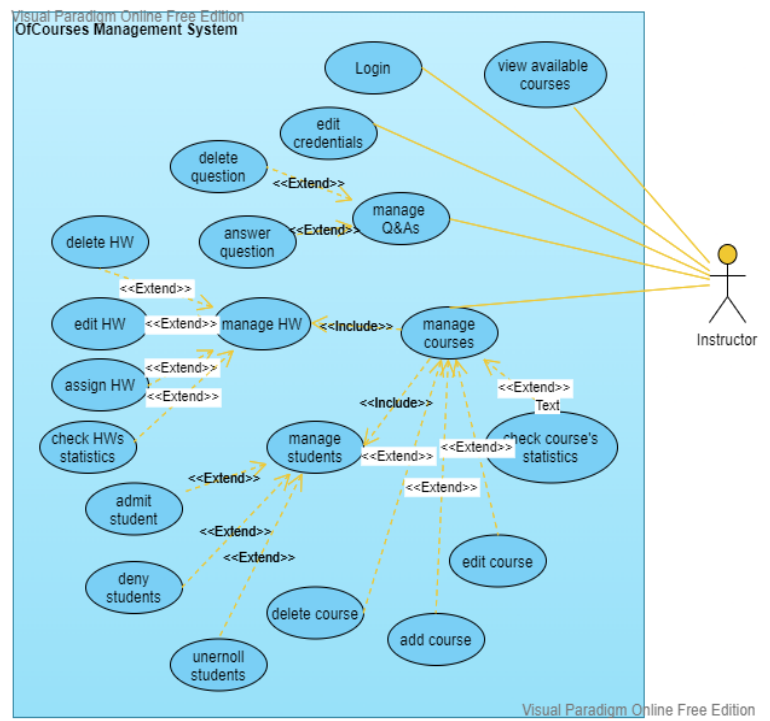 Visual Paradigm Online Free Edition
OfCourses Management System
Login
view available
courses
edit
credentials
delete
question
<<Extend>>
manage
Q&As
answer
question
<<Extend>>
delete HW
<<Extend>>
edit HW
<<Extend>>
manage HW
<<Include>>
manage
courses
Instructor
<<Extend>>
assign HW
<<Extend>>
<<Extend>>
Text
<<Include>>
check HWs
statistics
manage
students
<<Extend>>
<<Extend>>
check course's
statistics
<<Extend>>
<<Extend>>
admit
student
<<Extend>>
<<Extend>>
edit course
deny
students
delete course
add course
unernoll
students
Visual Paradigm Online Free Edition